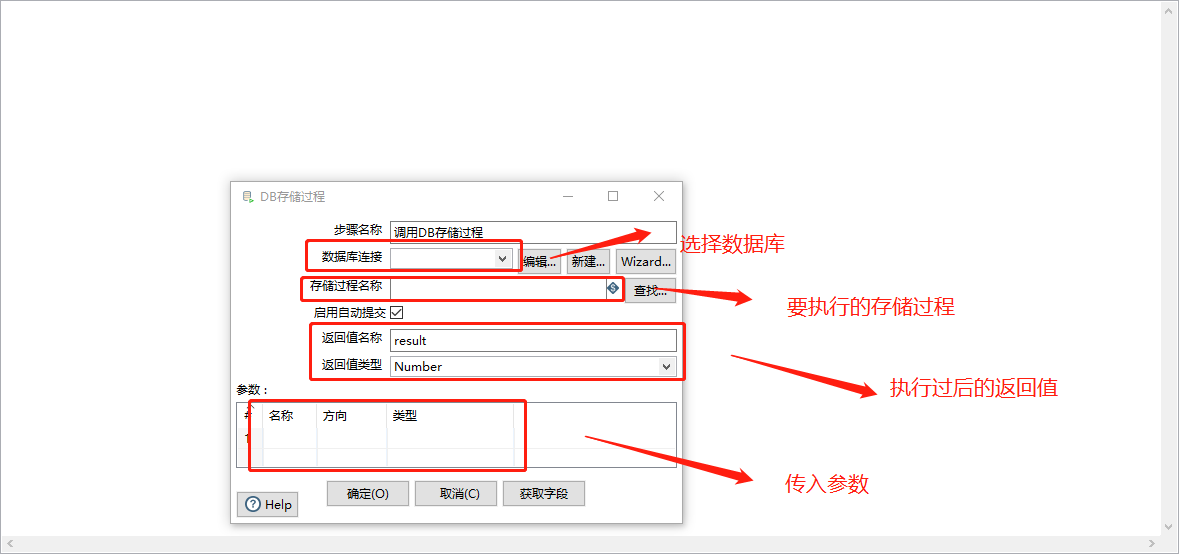 DB存储过程
步骤名称 调用DB存储过程
数据库连接 编辑... 新建... Wizard...
选择数据库
存储过程名称 查找...
要执行的存储过程
启用自动提交
返回值名称 result
返回值类型 Number
执行过后的返回值
参数：
# 名称 方向 类型
1
传入参数
确定(O) 取消(C) 获取字段
Help